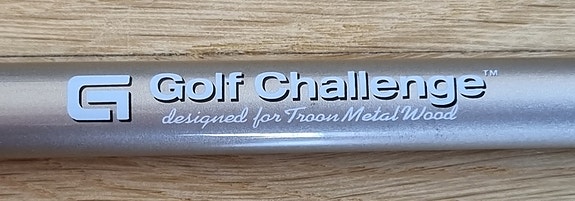 G Golf Challenge™
designed for Troon Metal Wood